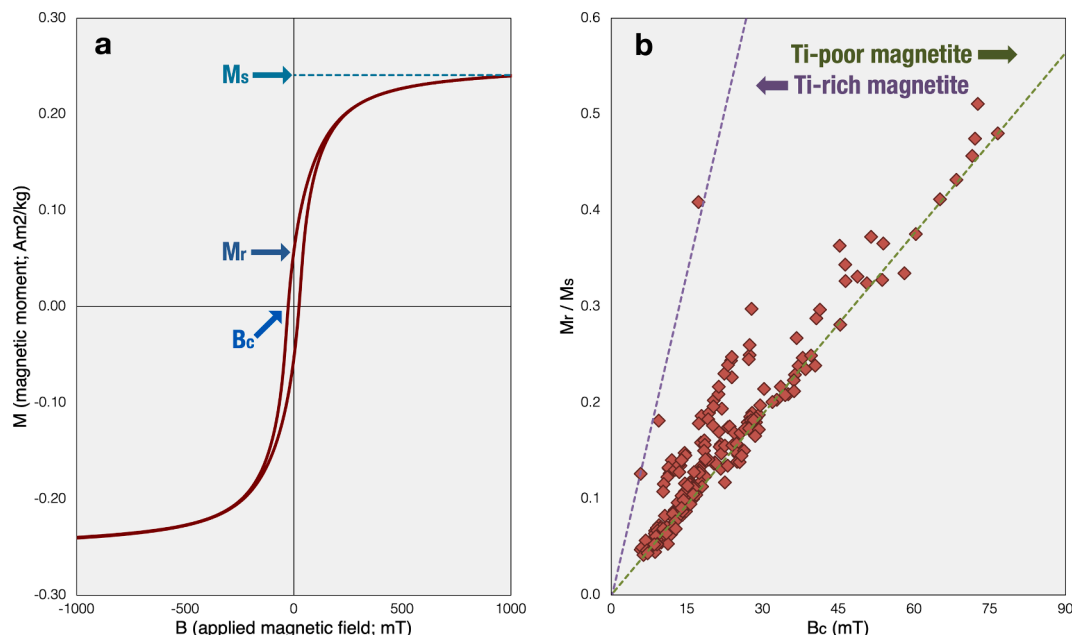 a
0.30
0.20
0.10
0.00
-0.10
-0.20
-0.30
M (magnetic moment; Am2/kg)
Ms
Mr
Bc
-1000
-500
0
500
1000
B (applied magnetic field; mT)
b
0.6
0.5
0.4
0.3
0.2
0.1
0.0
Mr / Ms
Ti-poor magnetite
Ti-rich magnetite
0
15
30
45
60
75
90
Bc (mT)